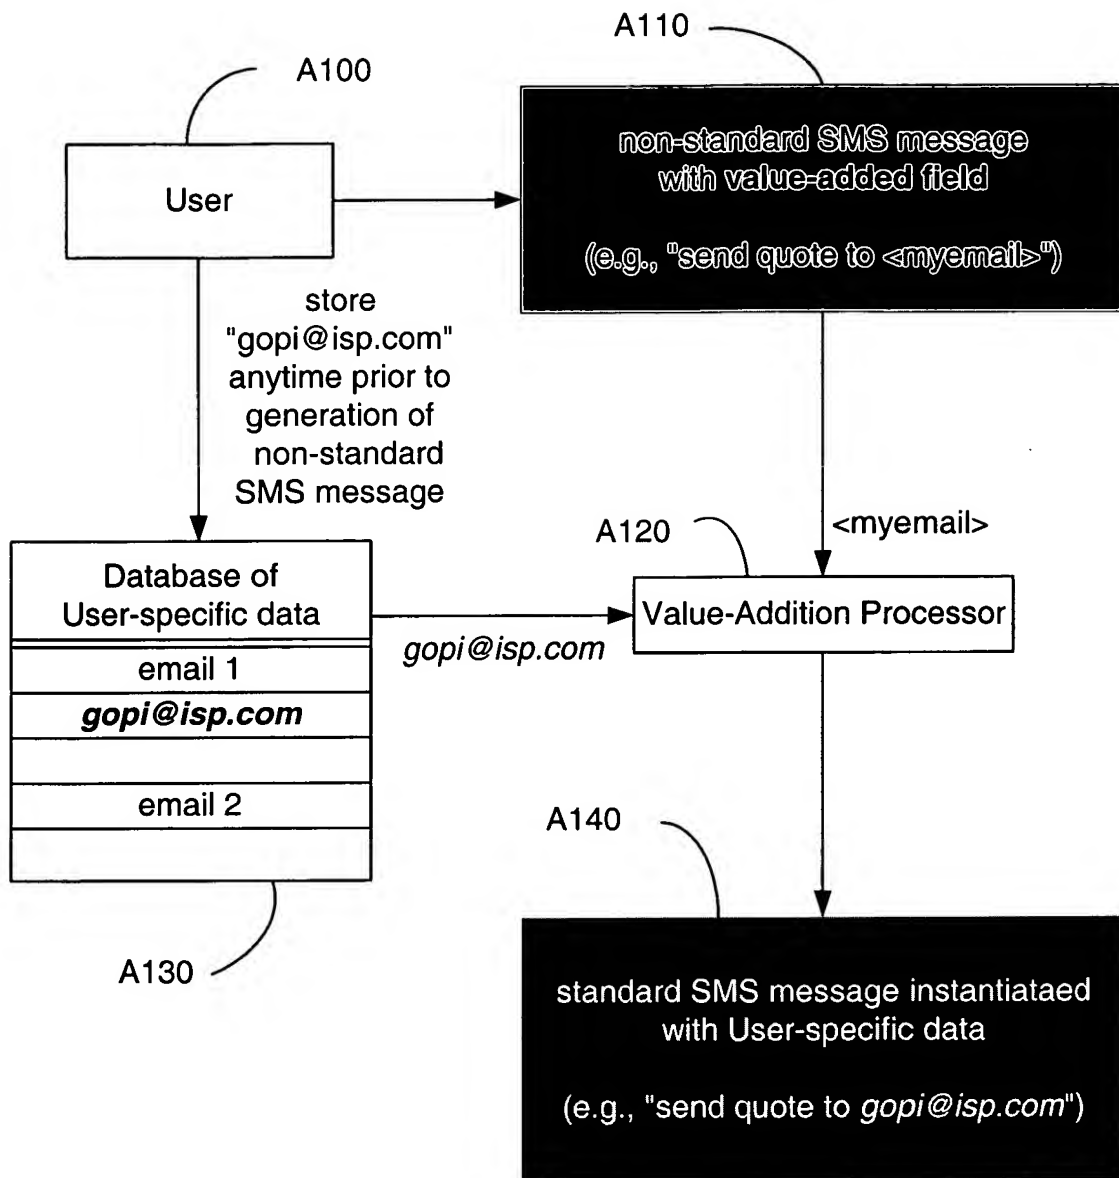 A110
A100
non-standard SMS message
with value-added field
(e.g., "send quote to <myemail>")
User
store
"gopi@isp.com"
anytime prior to
generation of
non-standard
SMS message
A120
<myemail>
Database of
User-specific data
email 1
gopi@isp.com
email 2
gopi@isp.com
Value-Addition Processor
A130
A140
standard SMS message instantiataed
with User-specific data
(e.g., "send quote to gopi@isp.com")